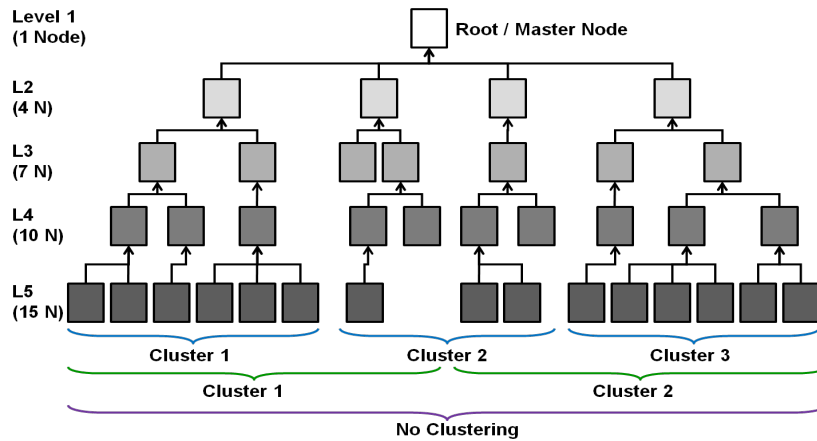 Level 1
(1 Node)
Root / Master Node
L2
(4 N)
L3
(7 N)
L4
(10 N)
L5
(15 N)
Cluster 1
Cluster 2
Cluster 3
Cluster 1
Cluster 2
No Clustering